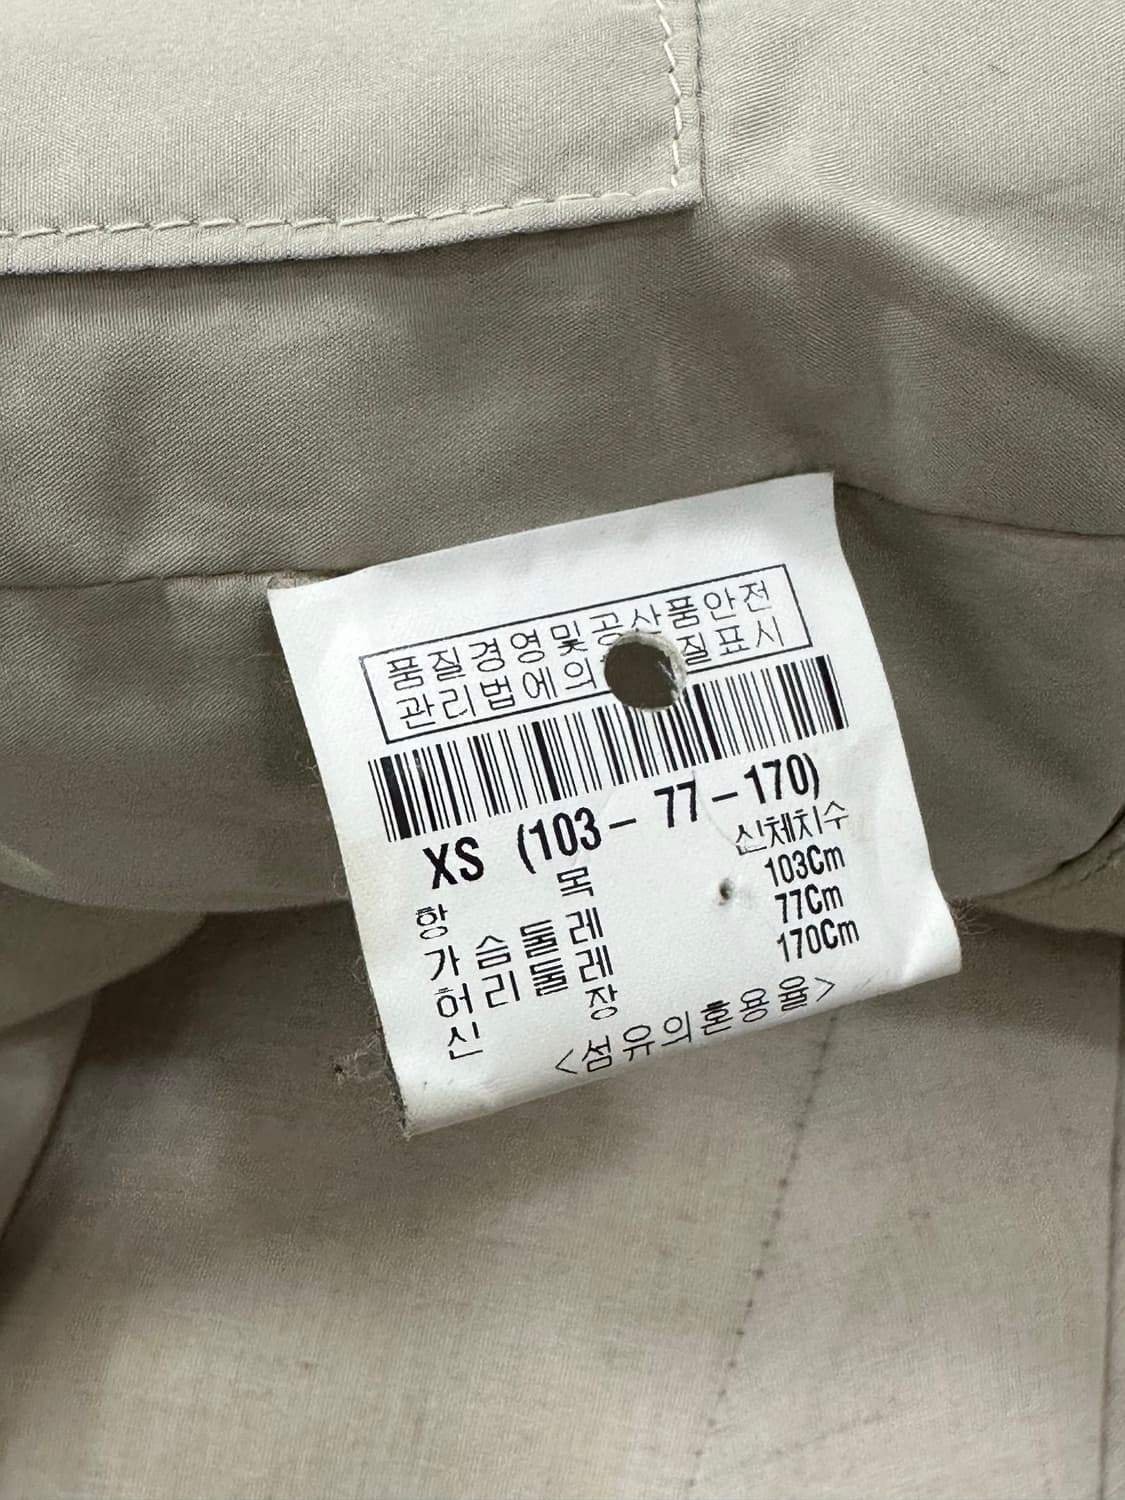 품질경영및공산품안전
관리법에의 질표시
XS (103 - 77 - 170)
항 목 신체치수
가 슴 둘 레 103Cm
허 리 둘 레 77Cm
신 장 170Cm
<섬유의혼용율>